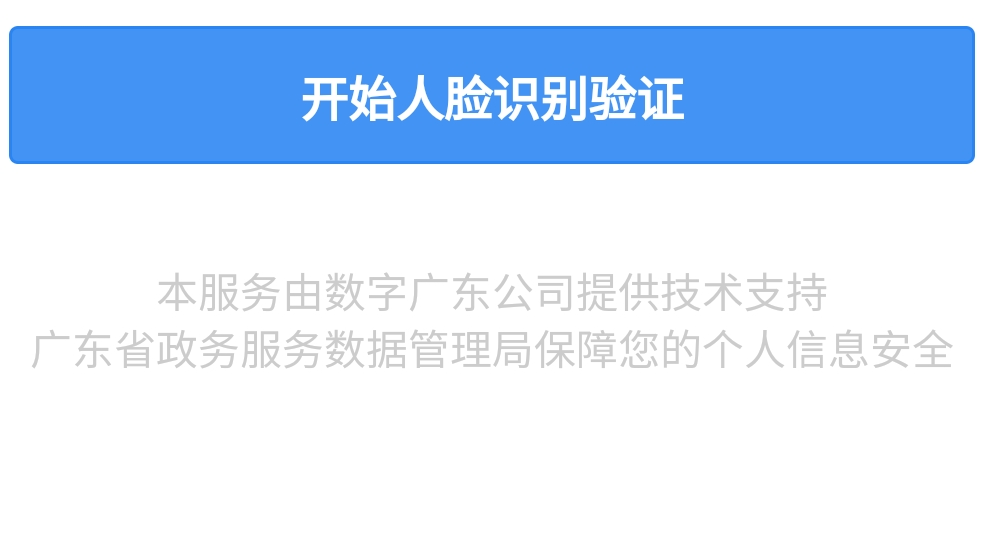 开始人脸识别验证
本服务由数字广东公司提供技术支持
广东省政务服务数据管理局保障您的个人信息安全